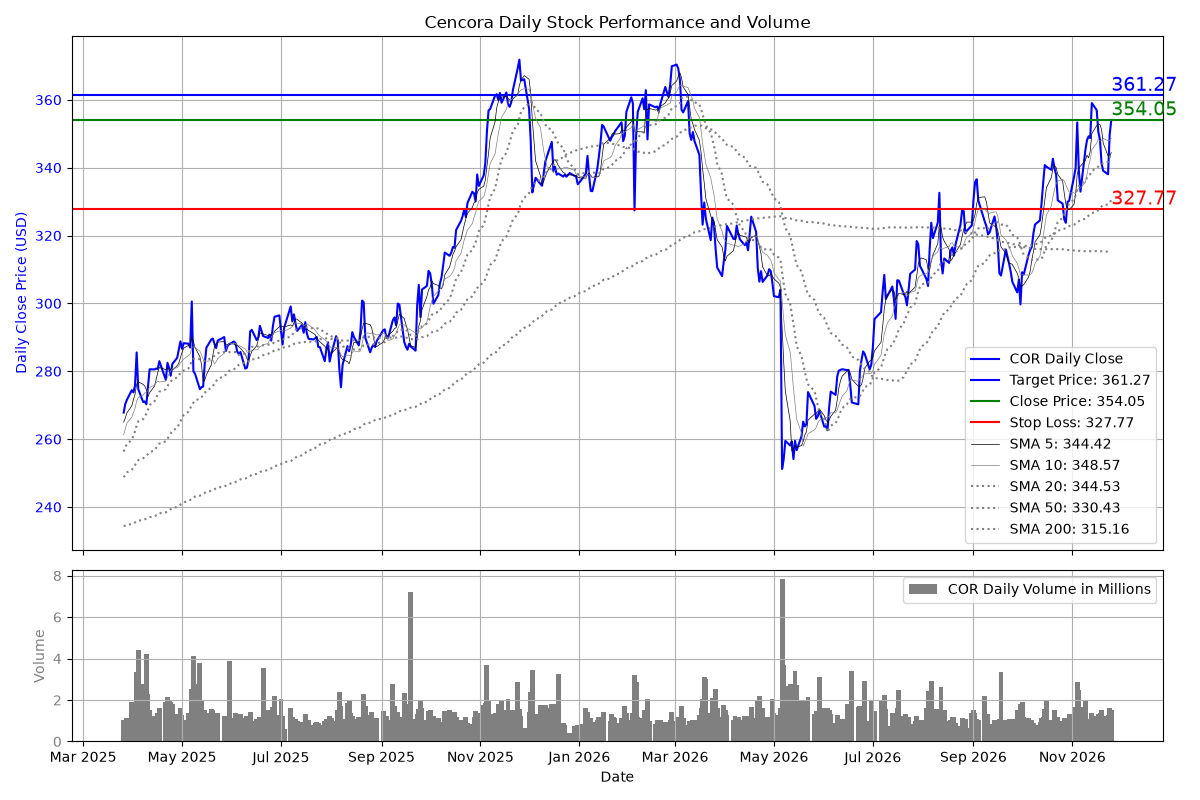 Cencora Daily Stock Performance and Volume
Daily Close Price (USD)
360
340
320
300
280
260
240
361.27
354.05
327.77
COR Daily Close
Target Price: 361.27
Close Price: 354.05
Stop Loss: 327.77
SMA 5: 344.42
SMA 10: 348.57
SMA 20: 344.53
SMA 50: 330.43
SMA 200: 315.16
Volume
8
6
4
2
0
COR Daily Volume in Millions
Mar 2025 May 2025 Jul 2025 Sep 2025 Nov 2025 Jan 2026 Mar 2026 May 2026 Jul 2026 Sep 2026 Nov 2026
Date